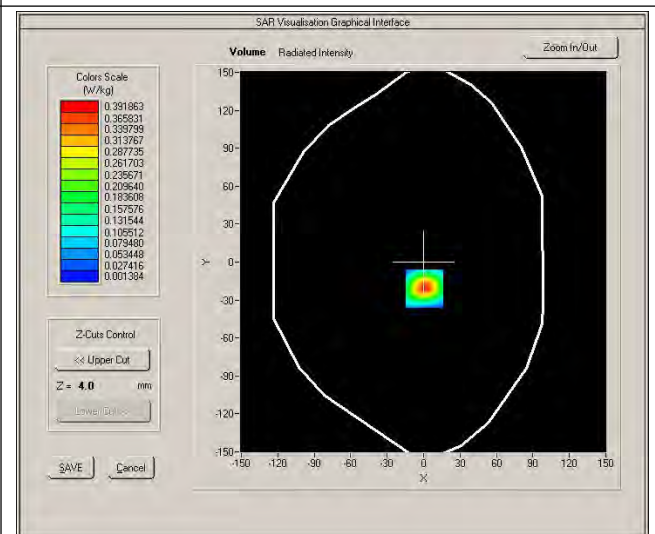 SAR Visualisation Graphical Interface
Volume Radiated Intensity
Zoom In/Out
Colors Scale
(W/kg)
0.391863
0.365831
0.339799
0.313767
0.287735
0.261703
0.235671
0.209640
0.183608
0.157576
0.131544
0.105512
0.079480
0.053448
0.027416
0.001384
Z-Cuts Control
<< Upper Cut
Z = 4.0 mm
Lower Cut >>
SAVE
Cancel
150-
120-
90-
60-
30-
Y 0-
-30-
-60-
-90-
-120-
-150-
-150 -120 -90 -60 -30 0 30 60 90 120 150
X